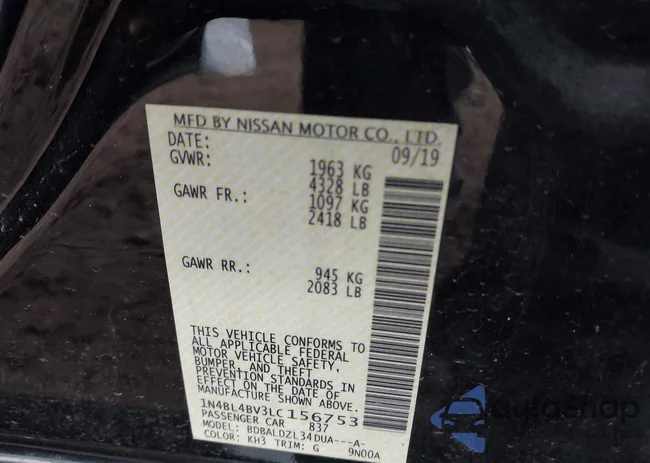 MFD BY NISSAN MOTOR CO., LTD.
DATE: 09/19
GVWR: 1963 KG
4328 LB
GAWR FR.: 1097 KG
2418 LB
GAWR RR.: 945 KG
2083 LB
THIS VEHICLE CONFORMS TO
ALL APPLICABLE FEDERAL
MOTOR VEHICLE SAFETY,
BUMPER, AND THEFT
PREVENTION STANDARDS IN
EFFECT ON THE DATE OF
MANUFACTURE SHOWN ABOVE.
1N4BL4BV3LC156753
PASSENGER CAR 837
MODEL: BDBALDZL34DUA---A-
COLOR: KH3 TRIM: G 9N00A
autoshop